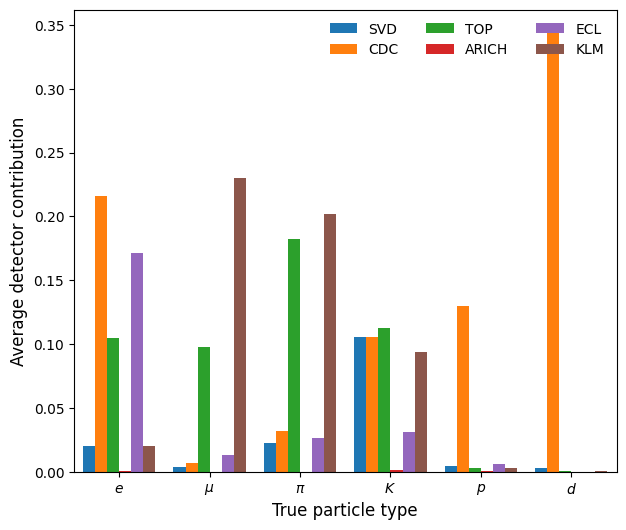 SVD TOP ECL
CDC ARICH KLM
0.35
0.30
0.25
0.20
0.15
0.10
0.05
0.00
Average detector contribution
e μ π K p d
True particle type